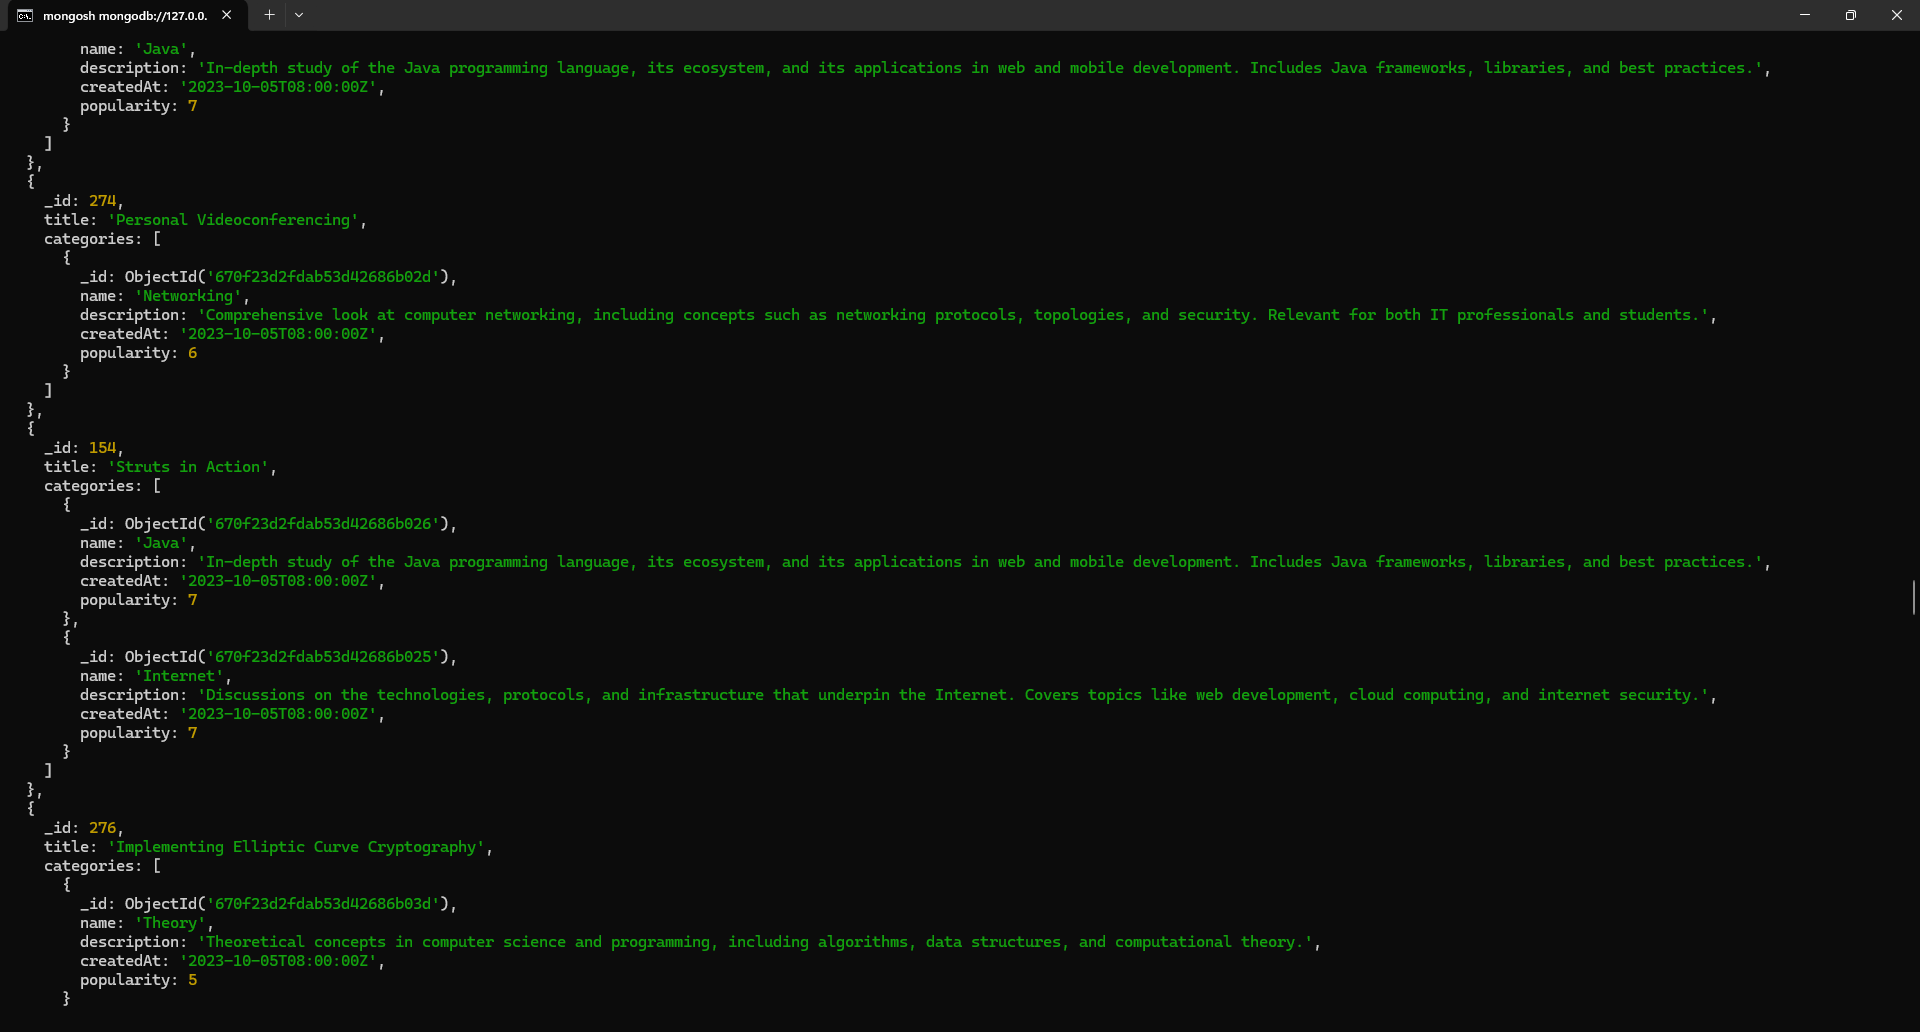 mongosh mongodb://127.0.0.
name: 'Java',
description: 'In-depth study of the Java programming language, its ecosystem, and its applications in web and mobile development. Includes Java frameworks, libraries, and best practices.',
createdAt: '2023-10-05T08:00:00Z',
popularity: 7
}
]
},
{
_id: 274,
title: 'Personal Videoconferencing',
categories: [
{
_id: ObjectId('670f23d2fdab53d42686b02d'),
name: 'Networking',
description: 'Comprehensive look at computer networking, including concepts such as networking protocols, topologies, and security. Relevant for both IT professionals and students.',
createdAt: '2023-10-05T08:00:00Z',
popularity: 6
}
]
},
{
_id: 154,
title: 'Struts in Action',
categories: [
{
_id: ObjectId('670f23d2fdab53d42686b026'),
name: 'Java',
description: 'In-depth study of the Java programming language, its ecosystem, and its applications in web and mobile development. Includes Java frameworks, libraries, and best practices.',
createdAt: '2023-10-05T08:00:00Z',
popularity: 7
},
{
_id: ObjectId('670f23d2fdab53d42686b025'),
name: 'Internet',
description: 'Discussions on the technologies, protocols, and infrastructure that underpin the Internet. Covers topics like web development, cloud computing, and internet security.',
createdAt: '2023-10-05T08:00:00Z',
popularity: 7
}
]
},
{
_id: 276,
title: 'Implementing Elliptic Curve Cryptography',
categories: [
{
_id: ObjectId('670f23d2fdab53d42686b03d'),
name: 'Theory',
description: 'Theoretical concepts in computer science and programming, including algorithms, data structures, and computational theory.',
createdAt: '2023-10-05T08:00:00Z',
popularity: 5
}